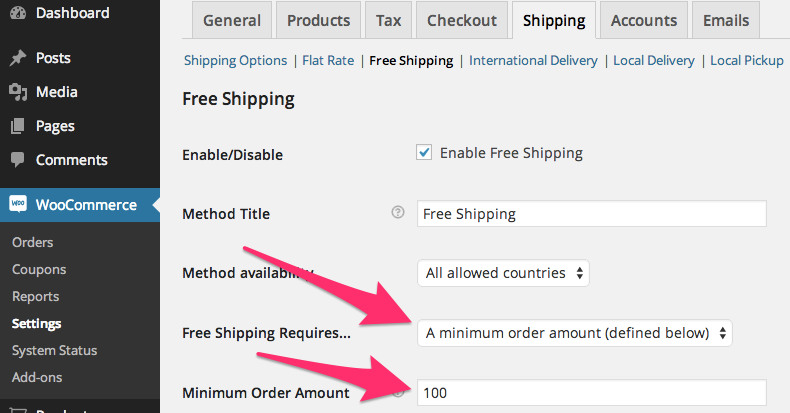 Dashboard
Posts
Media
Pages
Comments
WOO WooCommerce
Orders
Coupons
Reports
Settings
System Status
Add-ons
General Products Tax Checkout Shipping Accounts Emails
Shipping Options | Flat Rate | Free Shipping | International Delivery | Local Delivery | Local Pickup
Free Shipping
Enable/Disable Enable Free Shipping
Method Title ? Free Shipping
Method availability All allowed countries
Free Shipping Requires... A minimum order amount (defined below)
Minimum Order Amount ? 100